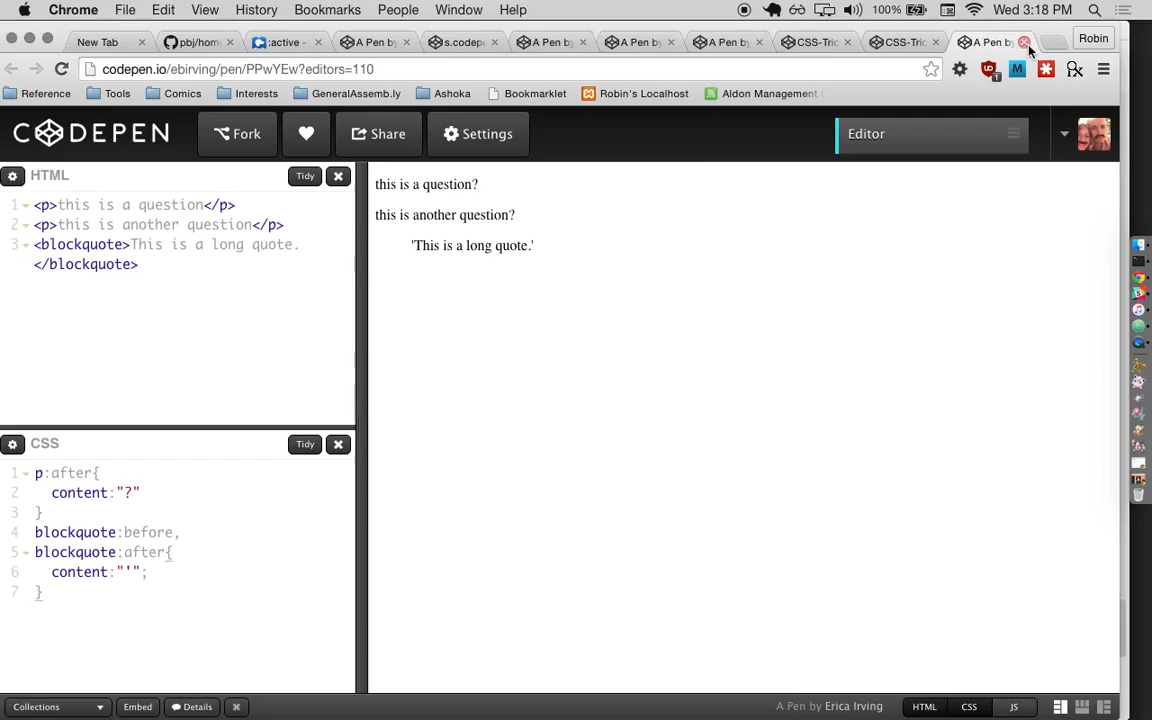 Chrome File Edit View History Bookmarks People Window Help 100% Wed 3:18 PM
New Tab pbj/hom :active - A Pen by s.codepe A Pen by A Pen by A Pen by CSS-Tric CSS-Tric A Pen by Robin
codepen.io/ebirving/pen/PPwYEw?editors=110
Reference Tools Comics Interests GeneralAssemb.ly Ashoka Bookmarklet Robin's Localhost Aldon Management
CODEPEN Fork Share Settings Editor
HTML Tidy
1 <p>this is a question</p>
2 <p>this is another question</p>
3 <blockquote>This is a long quote.
</blockquote>
CSS Tidy
1 p:after{
2 content:"?"
3 }
4 blockquote:before,
5 blockquote:after{
6 content:"'";
7 }
this is a question?
this is another question?
'This is a long quote.'
Collections Embed Details ⌘ A Pen by Erica Irving HTML CSS JS